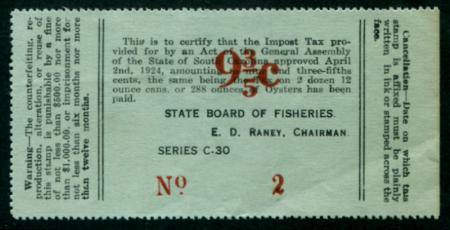 Warning—The counterfeiting, re-
production, alteration, or reuse of
this stamp is punishable by a fine
of not less than $500 nor more
than $1,000.00, or imprisonment for
not less than six months nor more
than twelve months.
This is to certify that the Impost Tax pro-
vided for by an Act of the General Assembly
of the State of South Carolina approved April
2nd, 1924, amounting to and three-fifths
cents, the same being the tax on 2 dozen 12
ounce cans, or 288 ounces Oysters has been
paid.
9 3/5 c
STATE BOARD OF FISHERIES.
E. D. RANEY, CHAIRMAN
SERIES C-30
No 2
Cancellation—Date on which this
stamp is affixed must be plainly
written in ink or stamped across the
face.